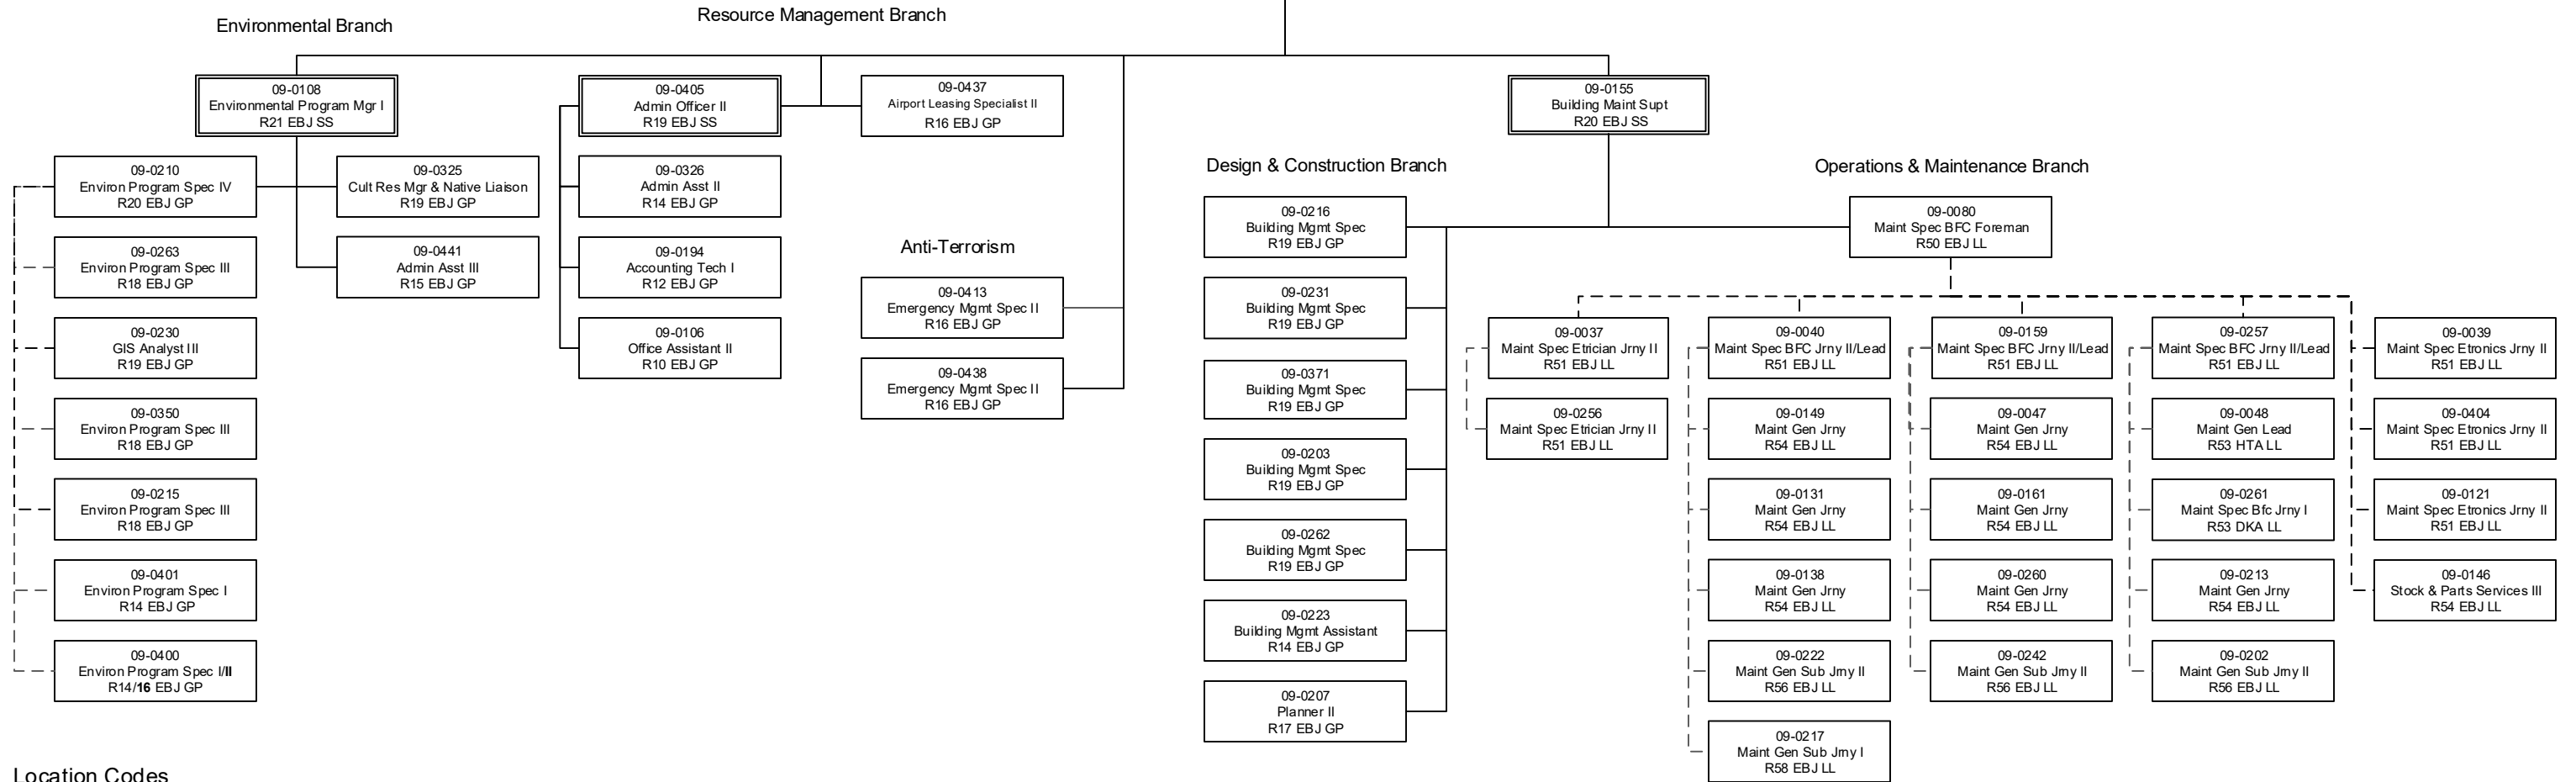 Environmental Branch
Resource Management Branch
09-0108
Environmental Program Mgr I
R21 EBJ SS
09-0405
Admin Officer II
R19 EBJ SS
09-0437
Airport Leasing Specialist II
R16 EBJ GP
09-0155
Building Maint Supt
R20 EBJ SS
09-0210
Environ Program Spec IV
R20 EBJ GP
09-0263
Environ Program Spec III
R18 EBJ GP
09-0230
GIS Analyst III
R19 EBJ GP
09-0350
Environ Program Spec III
R18 EBJ GP
09-0215
Environ Program Spec III
R18 EBJ GP
09-0401
Environ Program Spec I
R14 EBJ GP
09-0400
Environ Program Spec I/II
R14/16 EBJ GP
09-0325
Cult Res Mgr & Native Liaison
R19 EBJ GP
09-0441
Admin Asst III
R15 EBJ GP
09-0326
Admin Asst II
R14 EBJ GP
09-0194
Accounting Tech I
R12 EBJ GP
09-0106
Office Assistant II
R10 EBJ GP
Anti-Terrorism
09-0413
Emergency Mgmt Spec II
R16 EBJ GP
09-0438
Emergency Mgmt Spec II
R16 EBJ GP
Design & Construction Branch
09-0216
Building Mgmt Spec
R19 EBJ GP
09-0231
Building Mgmt Spec
R19 EBJ GP
09-0371
Building Mgmt Spec
R19 EBJ GP
09-0203
Building Mgmt Spec
R19 EBJ GP
09-0262
Building Mgmt Spec
R19 EBJ GP
09-0223
Building Mgmt Assistant
R14 EBJ GP
09-0207
Planner II
R17 EBJ GP
Operations & Maintenance Branch
09-0080
Maint Spec BFC Foreman
R50 EBJ LL
09-0037
Maint Spec Etrician Jrny II
R51 EBJ LL
09-0256
Maint Spec Etrician Jrny II
R51 EBJ LL
09-0040
Maint Spec BFC Jrny II/Lead
R51 EBJ LL
09-0149
Maint Gen Jrny
R54 EBJ LL
09-0131
Maint Gen Jrny
R54 EBJ LL
09-0138
Maint Gen Jrny
R54 EBJ LL
09-0222
Maint Gen Sub Jrny II
R56 EBJ LL
09-0217
Maint Gen Sub Jrny I
R58 EBJ LL
09-0159
Maint Spec BFC Jrny II/Lead
R51 EBJ LL
09-0047
Maint Gen Jrny
R54 EBJ LL
09-0161
Maint Gen Jrny
R54 EBJ LL
09-0260
Maint Gen Jrny
R54 EBJ LL
09-0242
Maint Gen Sub Jrny II
R56 EBJ LL
09-0257
Maint Spec BFC Jrny II/Lead
R51 EBJ LL
09-0048
Maint Gen Lead
R53 HTA LL
09-0261
Maint Spec Bfc Jrny I
R53 DKA LL
09-0213
Maint Gen Jrny
R54 EBJ LL
09-0202
Maint Gen Sub Jrny II
R56 EBJ LL
09-0039
Maint Spec Etronics Jrny II
R51 EBJ LL
09-0404
Maint Spec Etronics Jrny II
R51 EBJ LL
09-0121
Maint Spec Etronics Jrny II
R51 EBJ LL
09-0146
Stock & Parts Services III
R54 EBJ LL
Location Codes